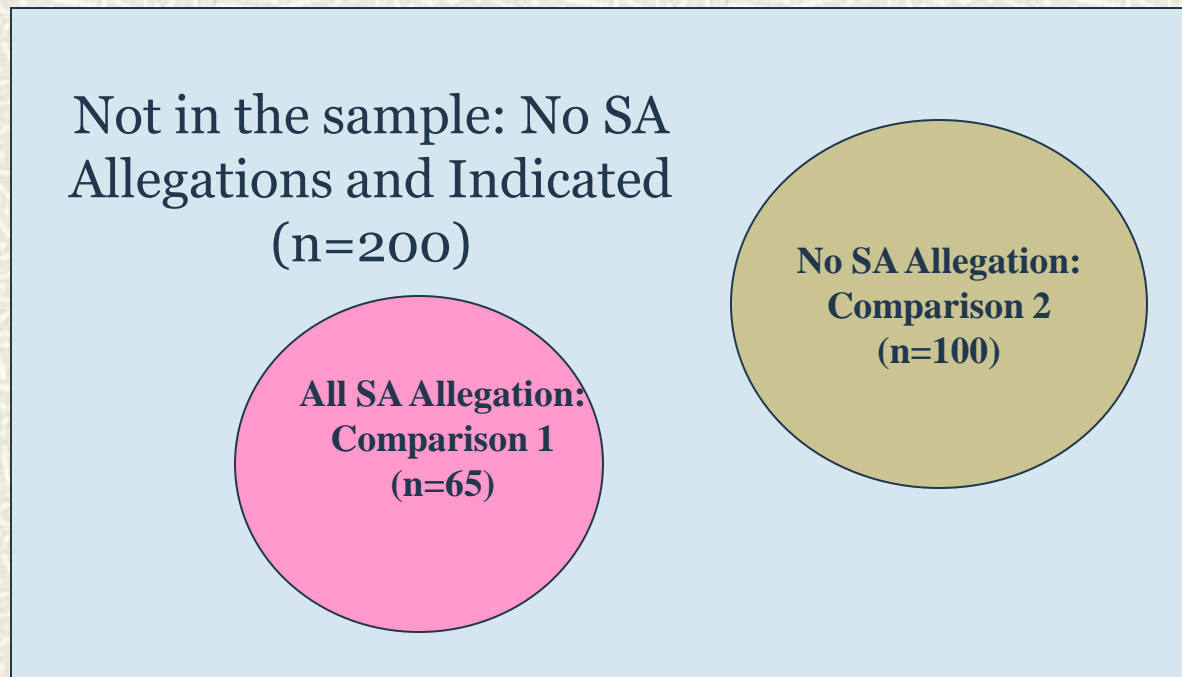 Not in the sample: No SA
Allegations and Indicated
(n=200)
No SA Allegation:
Comparison 2
(n=100)
All SA Allegation:
Comparison 1
(n=65)